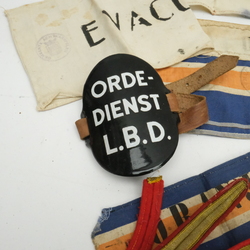 EVACU
ORDE-
DIENST
L.B.D.